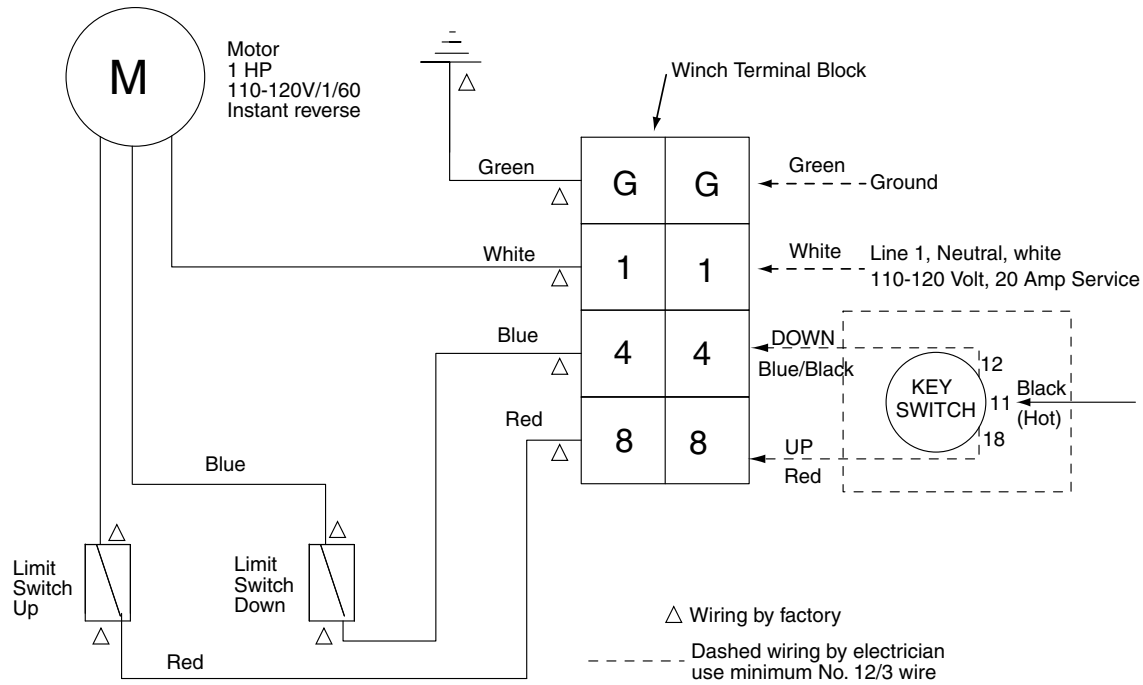 M
Motor
1 HP
110-120V/1/60
Instant reverse
Winch Terminal Block
Green
G G
Green
Ground
White
1 1
White
Line 1, Neutral, white
110-120 Volt, 20 Amp Service
Blue
4 4
DOWN
Blue/Black
12
KEY
SWITCH
11
Black
(Hot)
18
Red
8 8
UP
Red
Blue
Limit
Switch
Up
Limit
Switch
Down
Red
△ Wiring by factory
Dashed wiring by electrician
use minimum No. 12/3 wire